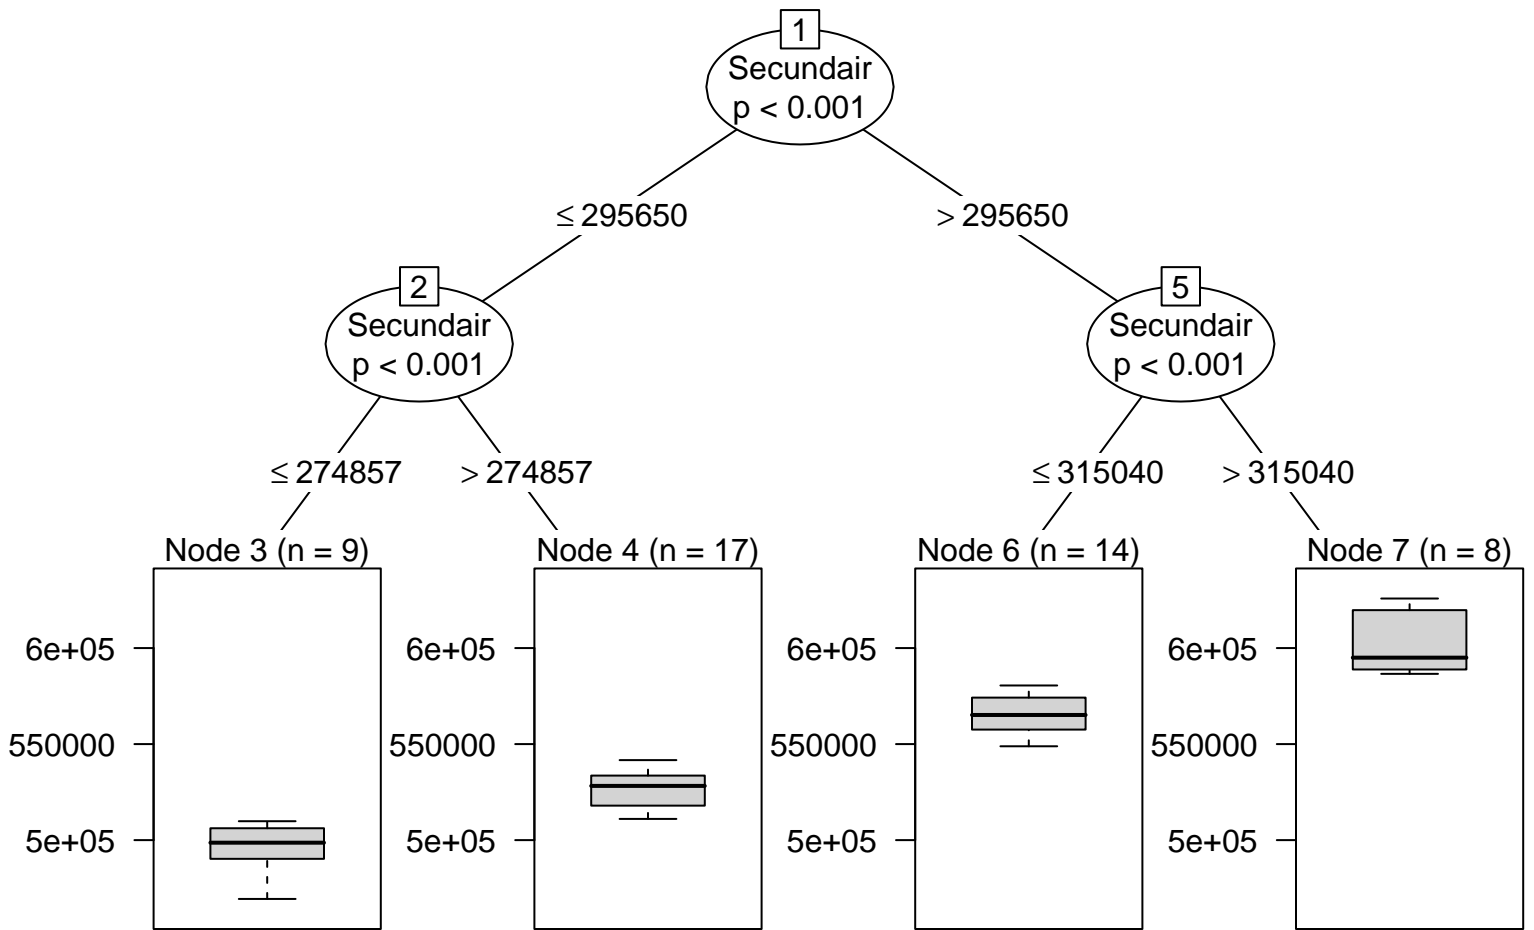 1
Secundair
p < 0.001
≤ 295650
> 295650
2
Secundair
p < 0.001
5
Secundair
p < 0.001
≤ 274857
> 274857
≤ 315040
> 315040
Node 3 (n = 9)
6e+05
550000
5e+05
Node 4 (n = 17)
6e+05
550000
5e+05
Node 6 (n = 14)
6e+05
550000
5e+05
Node 7 (n = 8)
6e+05
550000
5e+05